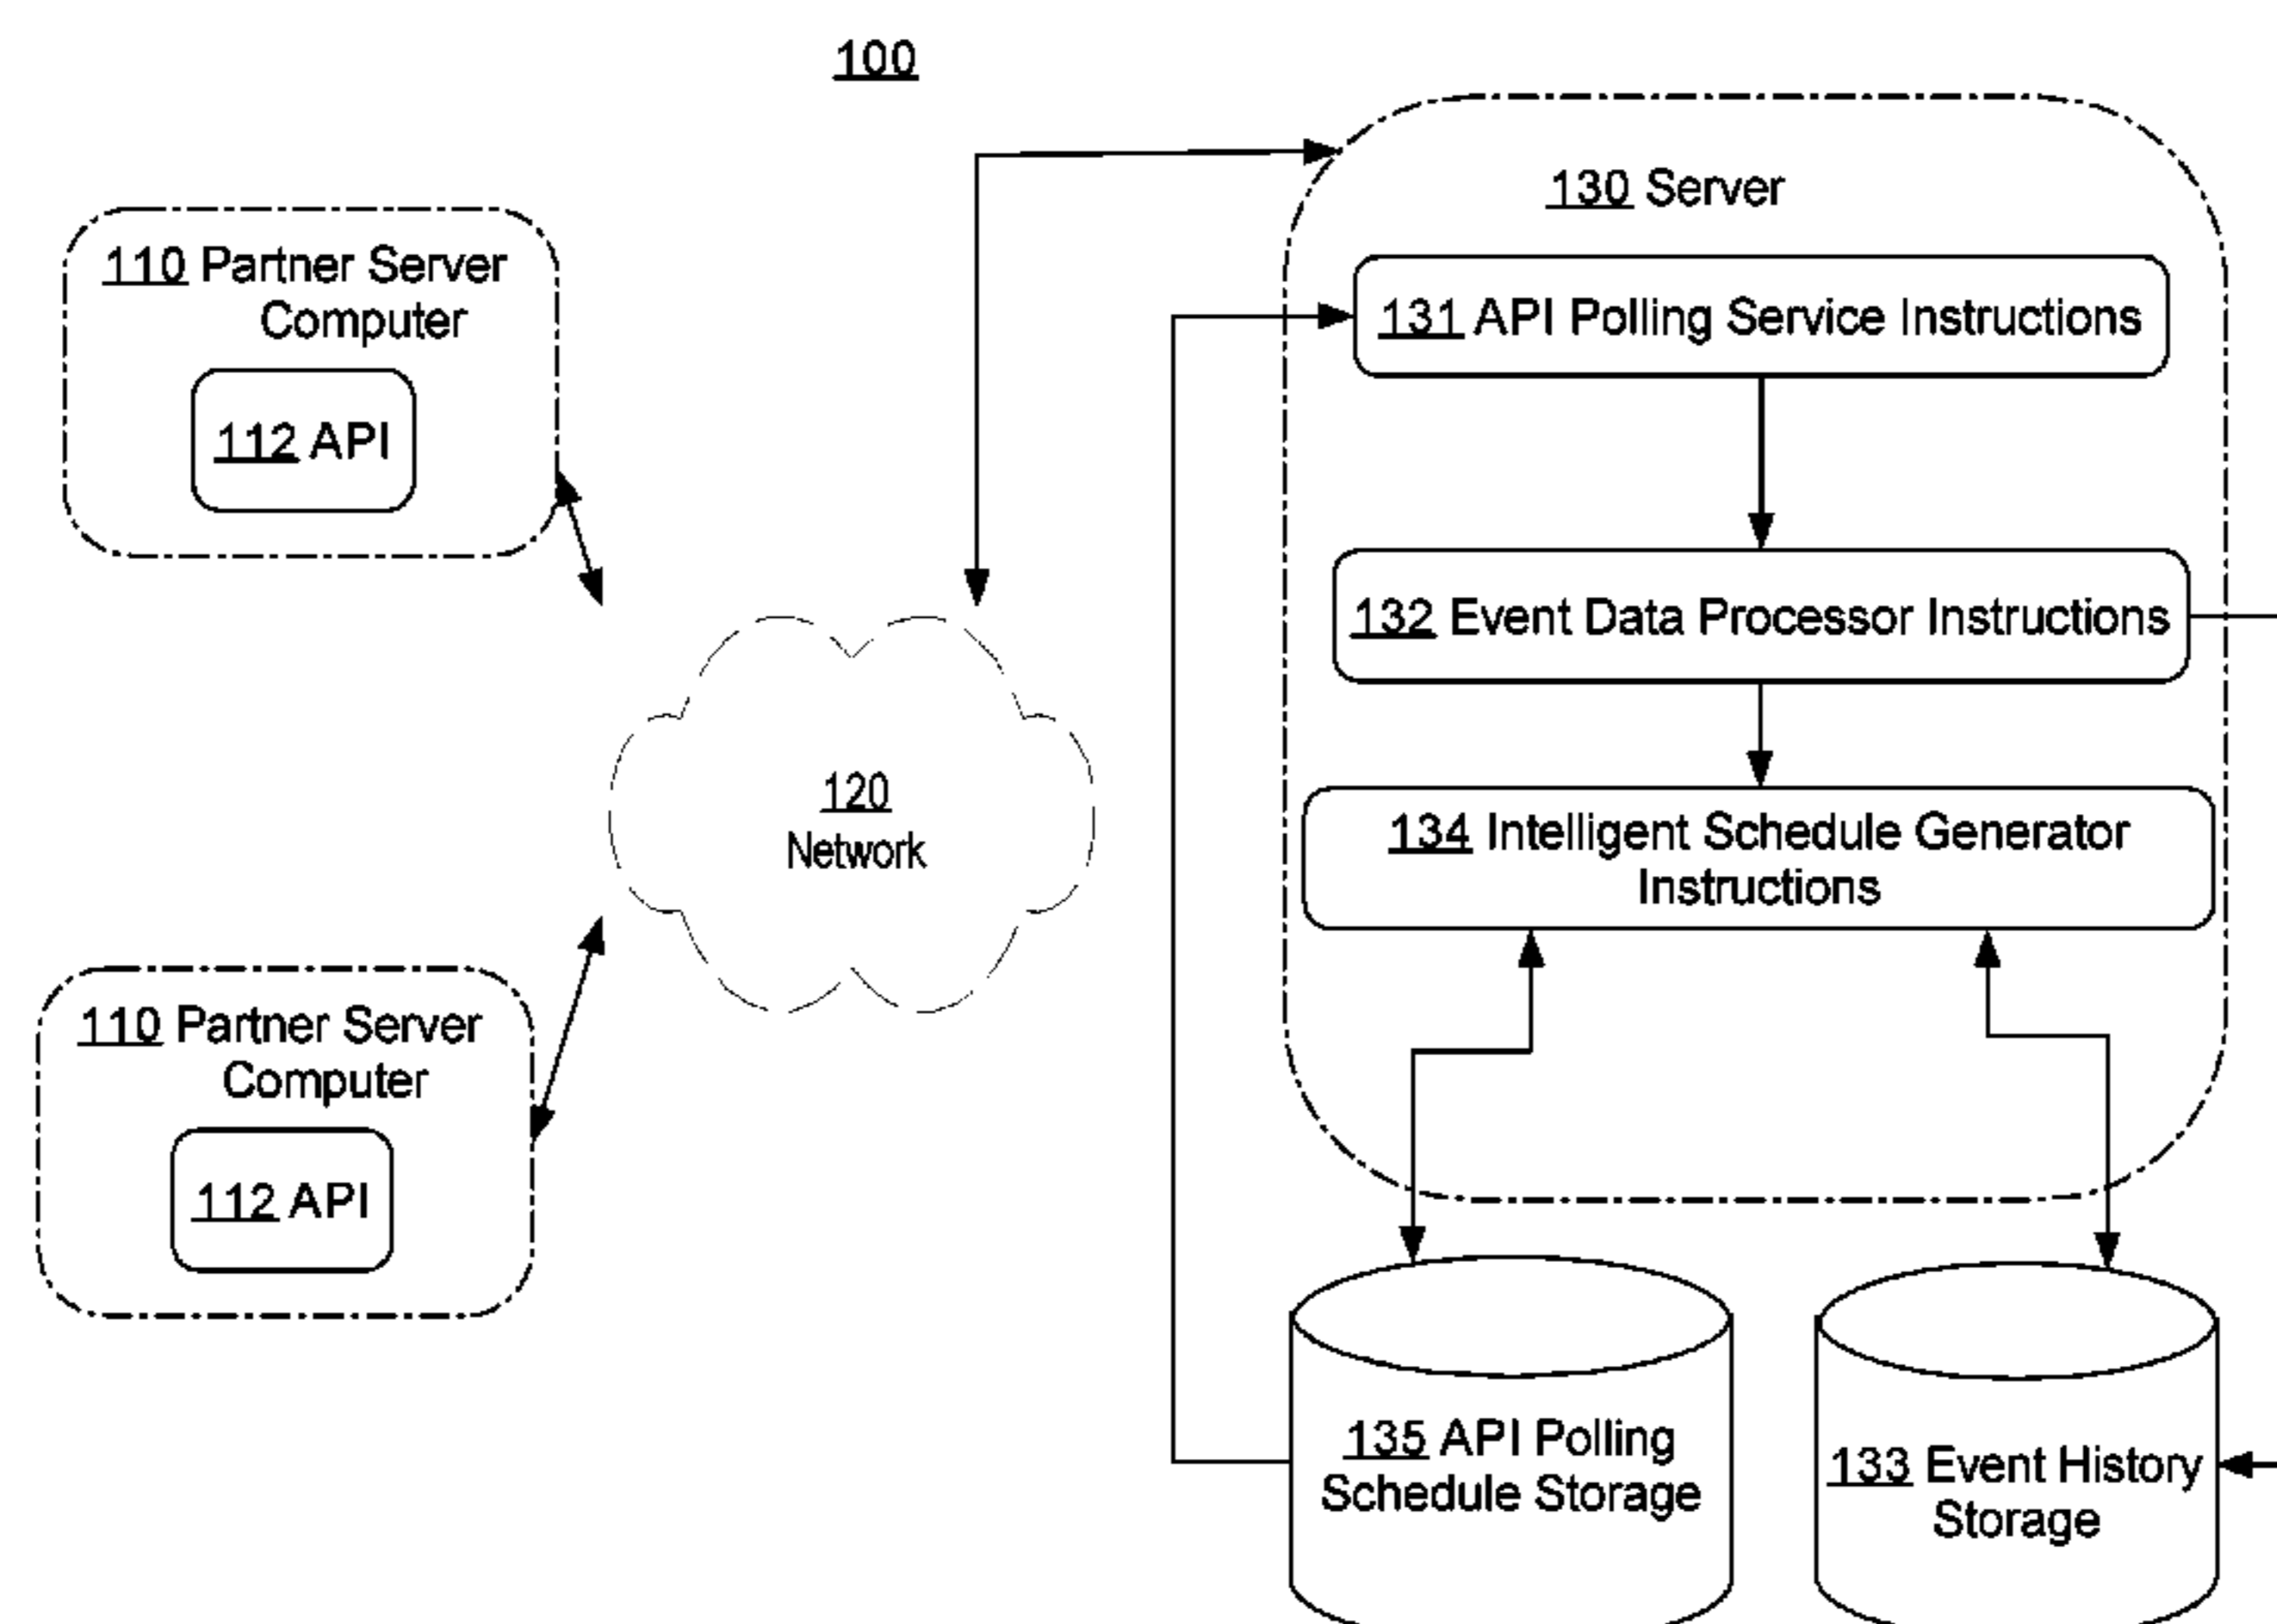 100
110 Partner Server
Computer
112 API
110 Partner Server
Computer
112 API
120
Network
130 Server
131 API Polling Service Instructions
132 Event Data Processor Instructions
134 Intelligent Schedule Generator
Instructions
135 API Polling
Schedule Storage
133 Event History
Storage